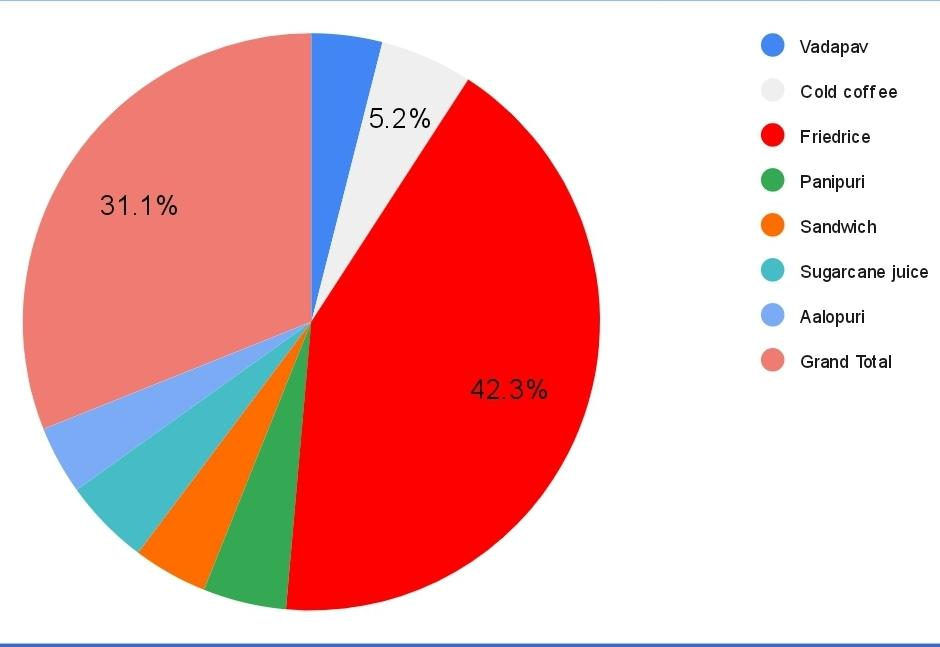 5.2%
31.1%
42.3%
Vadapav
Cold coffee
Friedrice
Panipuri
Sandwich
Sugarcane juice
Aalopuri
Grand Total